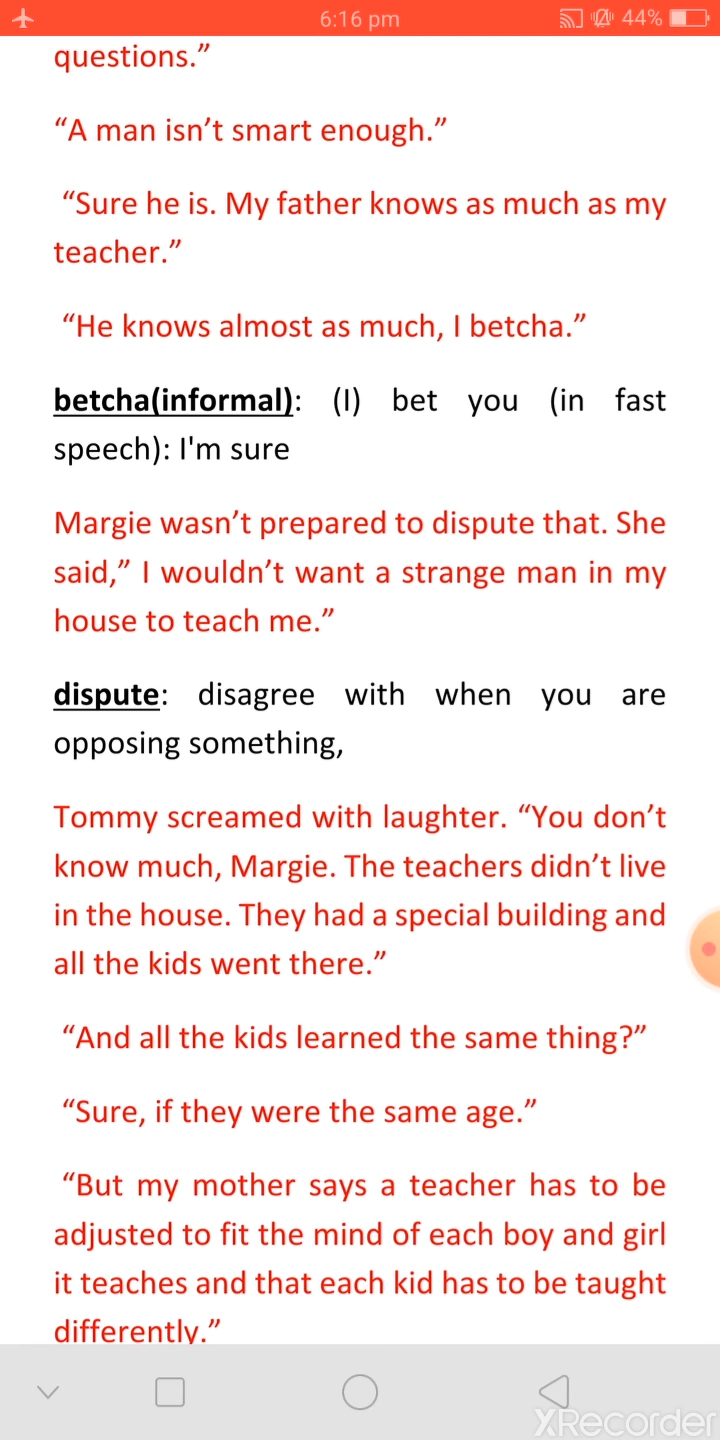 6:16 pm
44%
questions.”
“A man isn’t smart enough.”
“Sure he is. My father knows as much as my
teacher.”
“He knows almost as much, I betcha.”
betcha(informal): (I) bet you (in fast
speech): I'm sure
Margie wasn’t prepared to dispute that. She
said,” I wouldn’t want a strange man in my
house to teach me.”
dispute: disagree with when you are
opposing something,
Tommy screamed with laughter. “You don’t
know much, Margie. The teachers didn’t live
in the house. They had a special building and
all the kids went there.”
“And all the kids learned the same thing?”
“Sure, if they were the same age.”
“But my mother says a teacher has to be
adjusted to fit the mind of each boy and girl
it teaches and that each kid has to be taught
differently.”
XRecorder